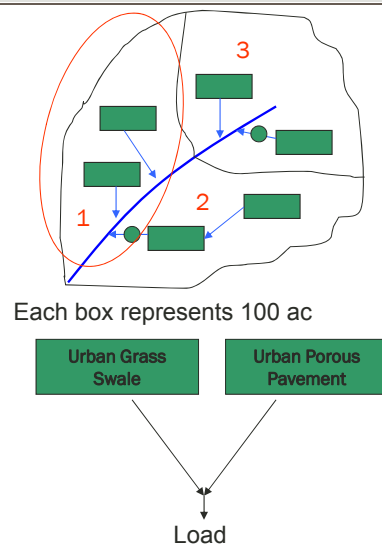 3
1
2
Each box represents 100 ac
Urban Grass
Swale
Urban Porous
Pavement
Load